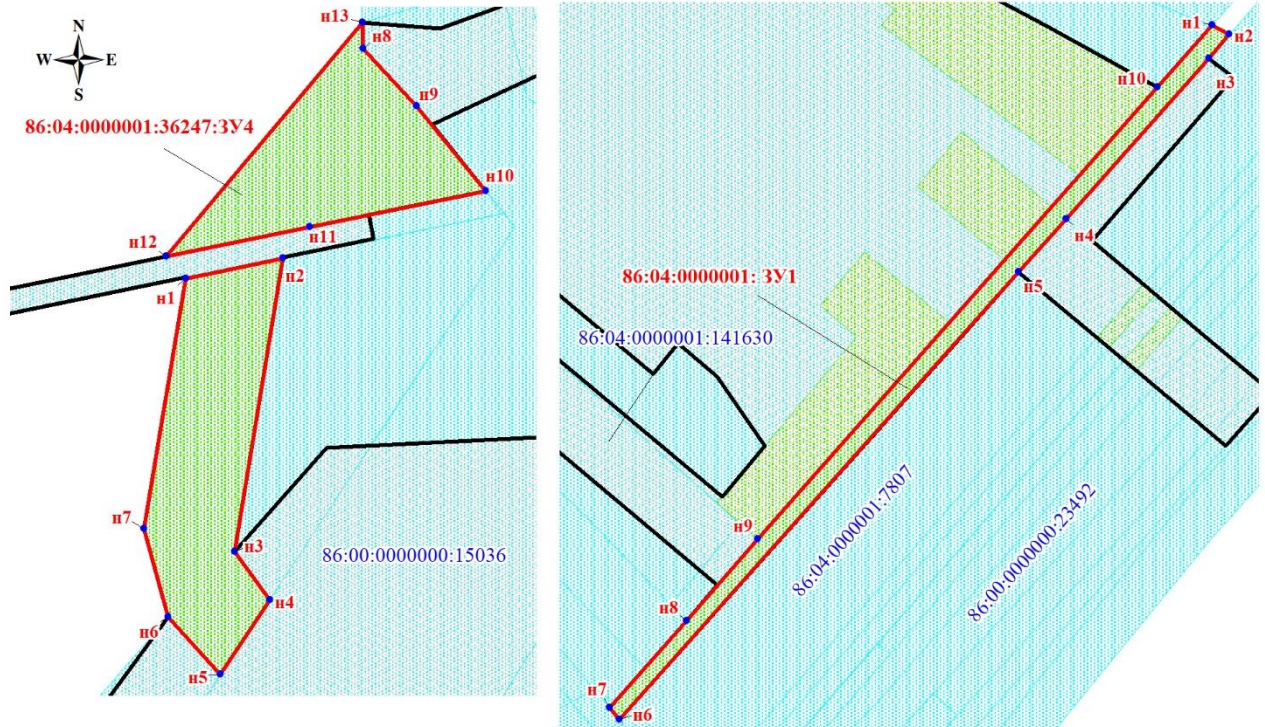 н13
N
н8
W
E
S
н9
86:04:0000001:36247:ЗУ4
н10
н11
н12
н2
н1
н7
н3
86:00:0000000:15036
н4
н6
н5
н1
н2
н3
н10
н4
н5
86:04:0000001: ЗУ1
86:04:0000001:141630
н9
86:04:0000001:7807
86:00:0000000:23492
н8
н7
н6